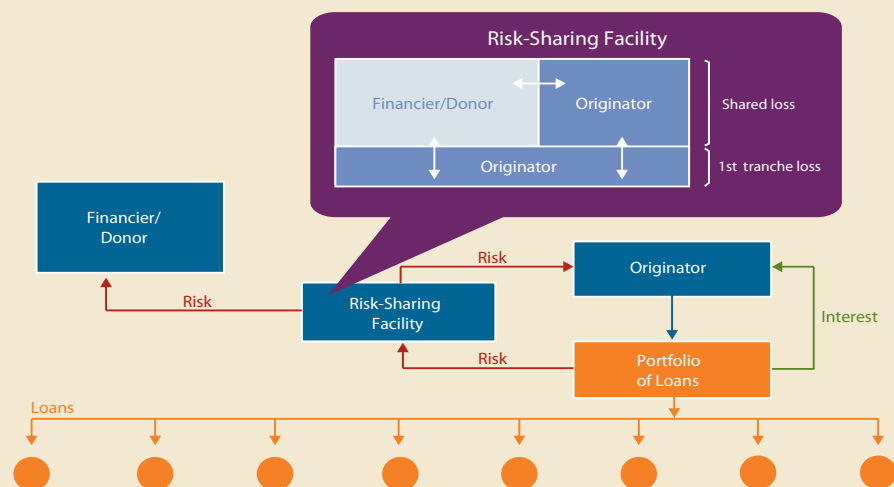 Risk-Sharing Facility
Financier/Donor
Originator
Shared loss
Originator
1st tranche loss
Financier/
Donor
Risk
Originator
Risk
Risk-Sharing
Facility
Interest
Risk
Portfolio
of Loans
Loans